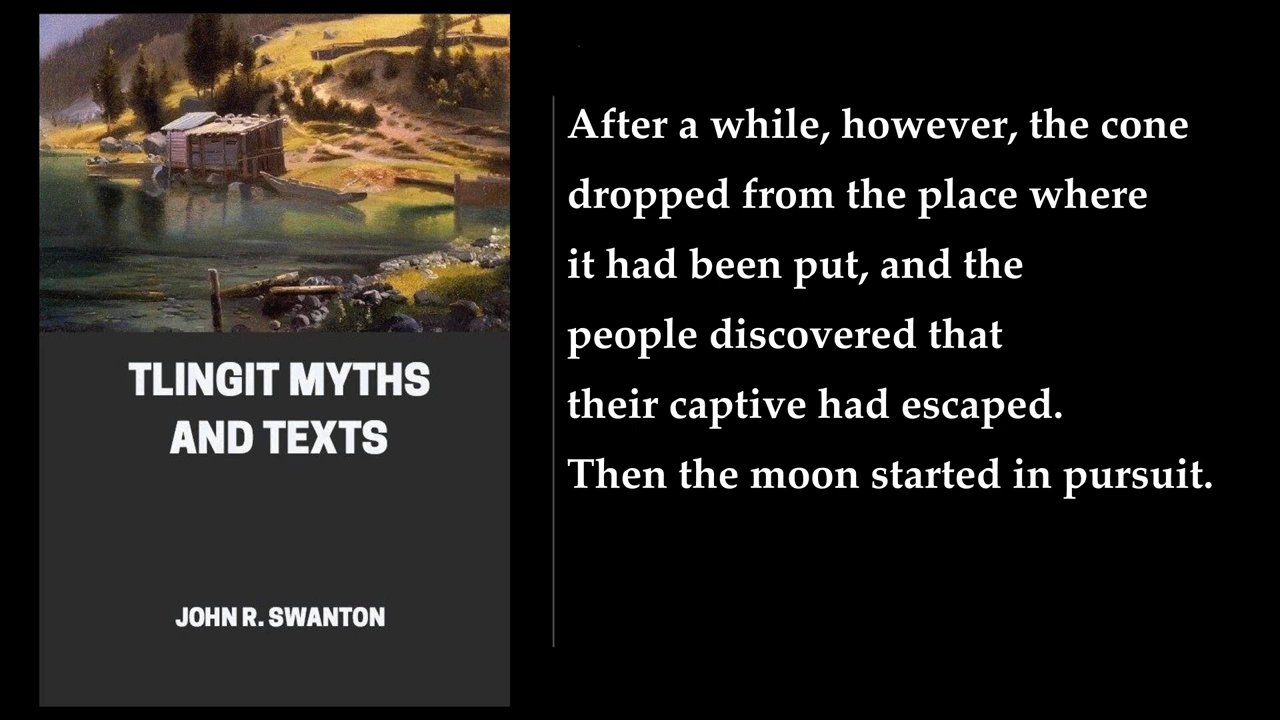 TLINGIT MYTHS
AND TEXTS
JOHN R. SWANTON
After a while, however, the cone
dropped from the place where
it had been put, and the
people discovered that
their captive had escaped.
Then the moon started in pursuit.